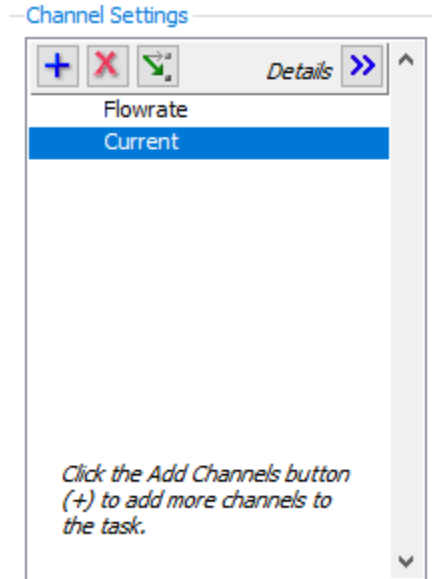 Channel Settings
Details
Flowrate
Current
Click the Add Channels button
(+) to add more channels to
the task.